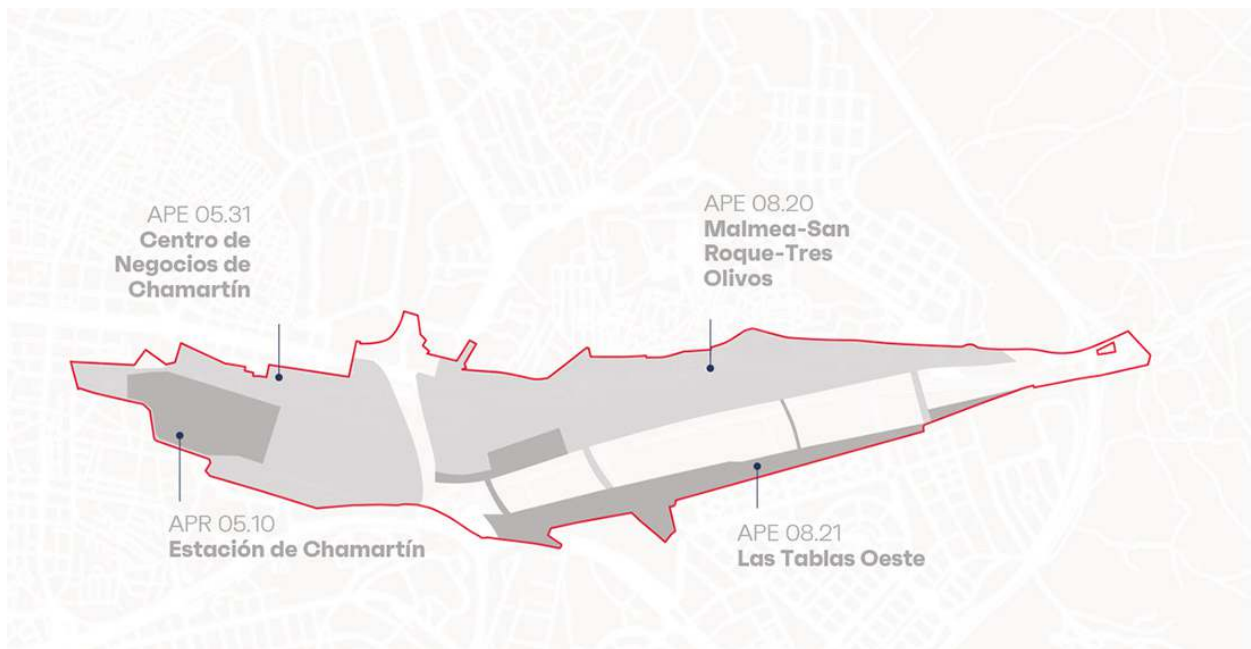 APE 05.31
Centro de
Negocios de
Chamartín
APE 08.20
Malmea-San
Roque-Tres
Olivos
APR 05.10
Estación de Chamartín
APE 08.21
Las Tablas Oeste